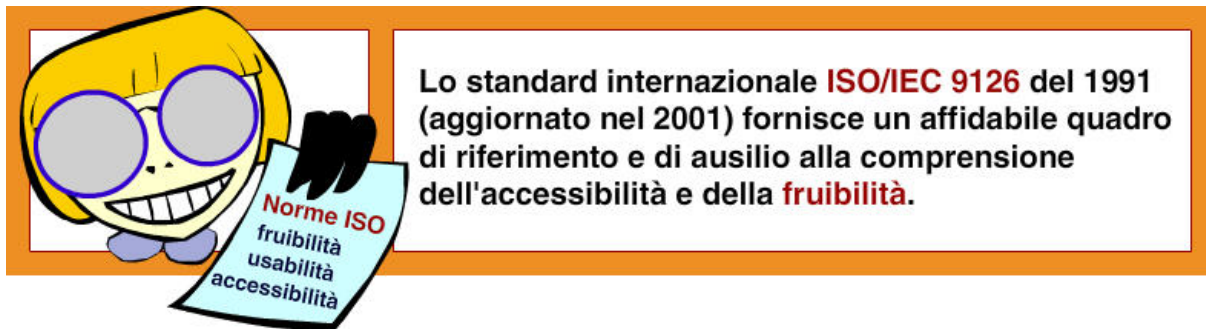 Lo standard internazionale ISO/IEC 9126 del 1991
(aggiornato nel 2001) fornisce un affidabile quadro
di riferimento e di ausilio alla comprensione
dell'accessibilità e della fruibilità.
Norme ISO
fruibilità
usabilità
accessibilità